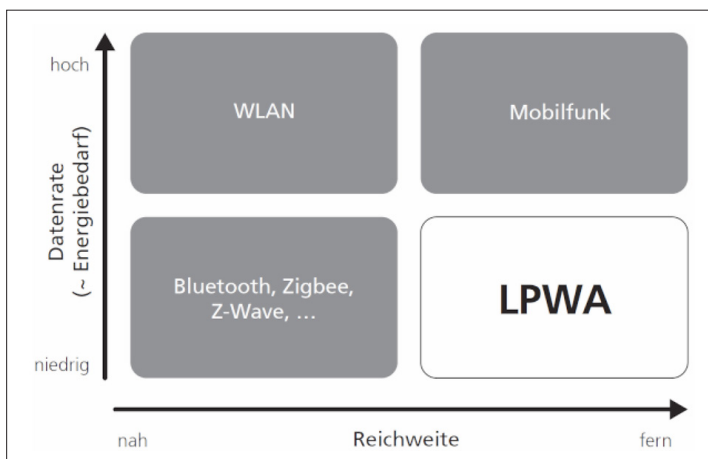 hoch
WLAN
Mobilfunk
Datenrate
(~ Energiebedarf)
Bluetooth, Zigbee,
Z-Wave, ...
LPWA
niedrig
nah
Reichweite
fern